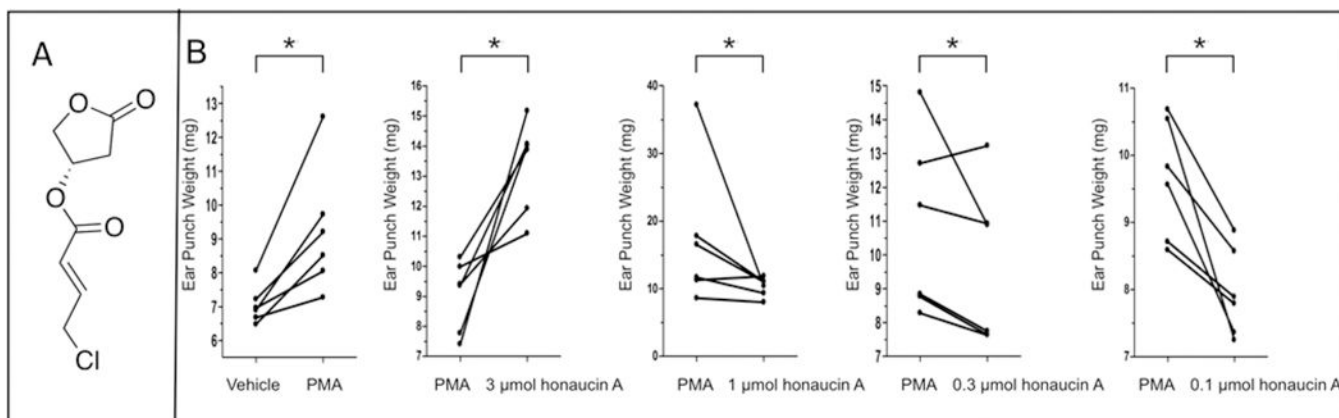 A
O
O
O
O
Cl
B
*
*
*
*
*
Ear Punch Weight (mg)
13
12
11
10
9
8
7
6
Vehicle PMA
Ear Punch Weight (mg)
16
15
14
13
12
11
10
9
8
7
PMA 3 µmol honaucin A
Ear Punch Weight (mg)
40
30
20
10
0
PMA 1 µmol honaucin A
Ear Punch Weight (mg)
15
14
13
12
11
10
9
8
7
PMA 0.3 µmol honaucin A
Ear Punch Weight (mg)
11
10
9
8
7
PMA 0.1 µmol honaucin A